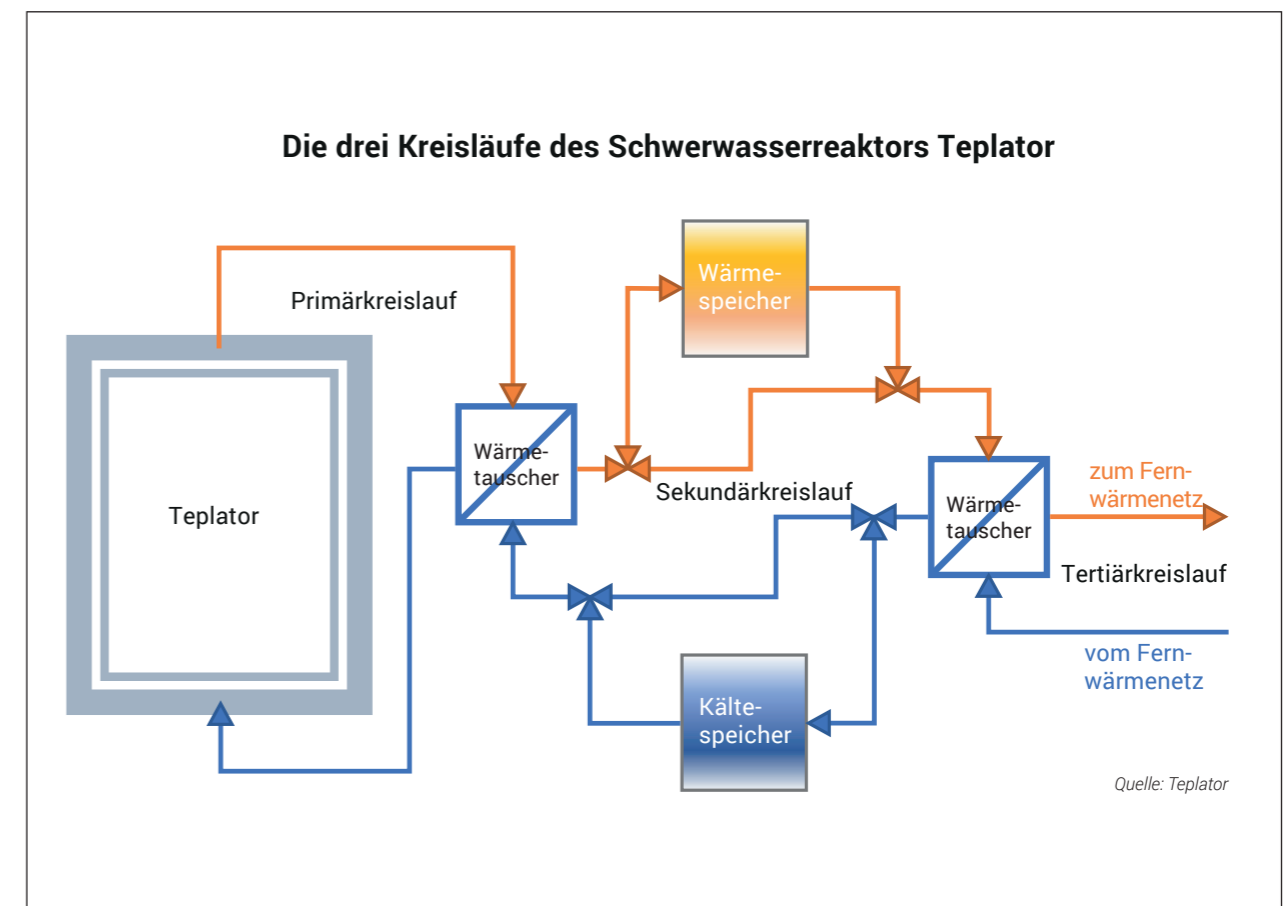 Die drei Kreisläufe des Schwerwasserreaktors Teplator
Wärme-
speicher
Primärkreislauf
Wärme-
tauscher
Teplator
Sekundärkreislauf
Wärme-
tauscher
zum Fern-
wärmenetz
Tertiärkreislauf
vom Fern-
wärmenetz
Kälte-
speicher
Quelle: Teplator